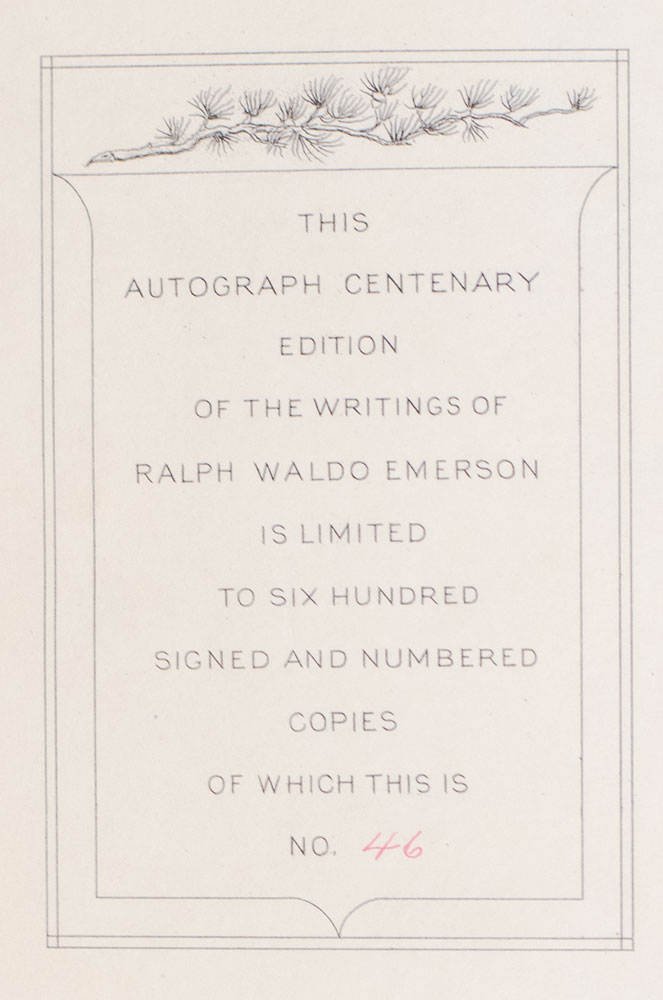 THIS
AUTOGRAPH CENTENARY
EDITION
OF THE WRITINGS OF
RALPH WALDO EMERSON
IS LIMITED
TO SIX HUNDRED
SIGNED AND NUMBERED
COPIES
OF WHICH THIS IS
NO. 46